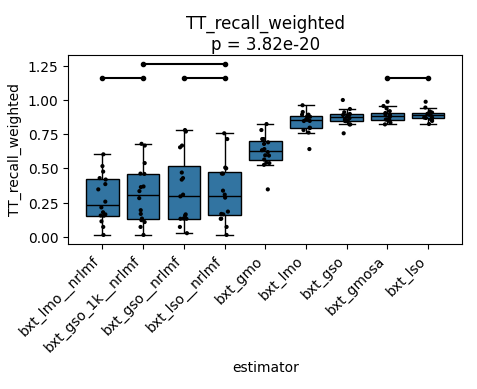 TT_recall_weighted
p = 3.82e-20
TT_recall_weighted
1.25
1.00
0.75
0.50
0.25
0.00
bxt_lmo__nrlmf
bxt_gso_1k__nrlmf
bxt_gso__nrlmf
bxt_lso__nrlmf
bxt_gmo
bxt_lmo
bxt_gso
bxt_gmosa
bxt_lso
estimator